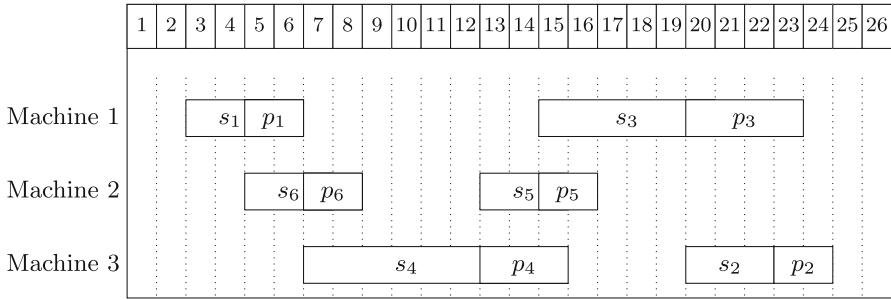 1 2 3 4 5 6 7 8 9 10 11 12 13 14 15 16 17 18 19 20 21 22 23 24 25 26
Machine 1 s₁ p₁ s₃ p₃
Machine 2 s₆ p₆ s₅ p₅
Machine 3 s₄ p₄ s₂ p₂